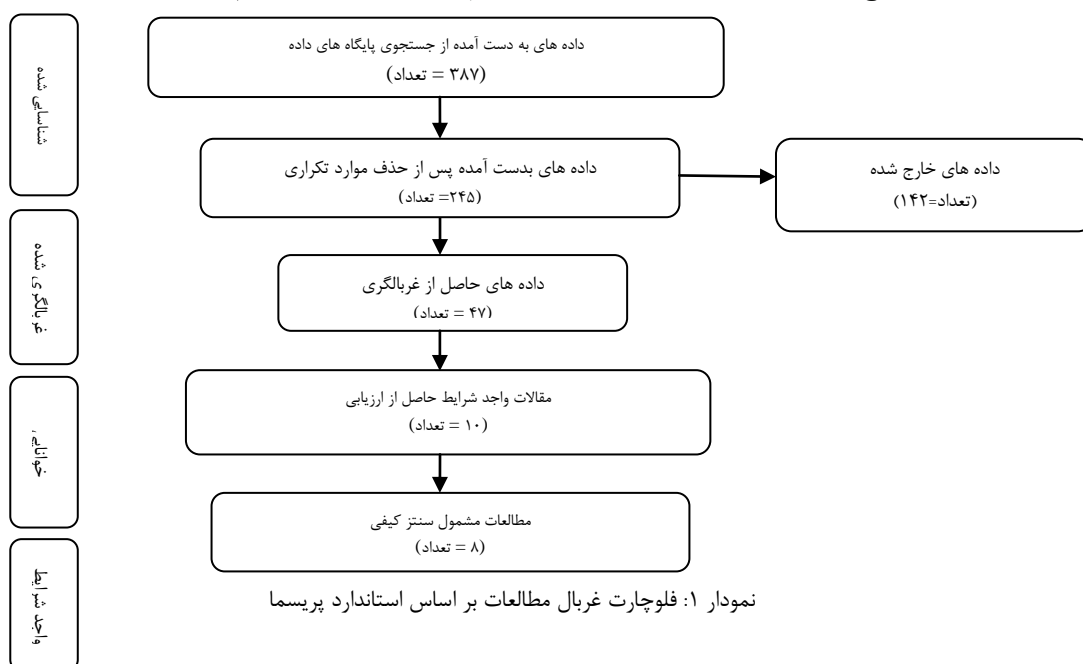 داده های به دست آمده از جستجوی پایگاه های داده
(تعداد = ۳۸۷)
شناسایی شده
داده های بدست آمده پس از حذف موارد تکراری
(تعداد =۲۴۵)
داده های خارج شده
(تعداد=۱۴۲)
غربالگری شده
داده های حاصل از غربالگری
(تعداد = ۴۷)
مقالات واجد شرایط حاصل از ارزیابی
(تعداد = ۱۰)
خوانایی
مطالعات مشمول سنتز کیفی
(تعداد = ۸)
واجد شرایط
نمودار ۱: فلوچارت غربال مطالعات بر اساس استاندارد پریسما